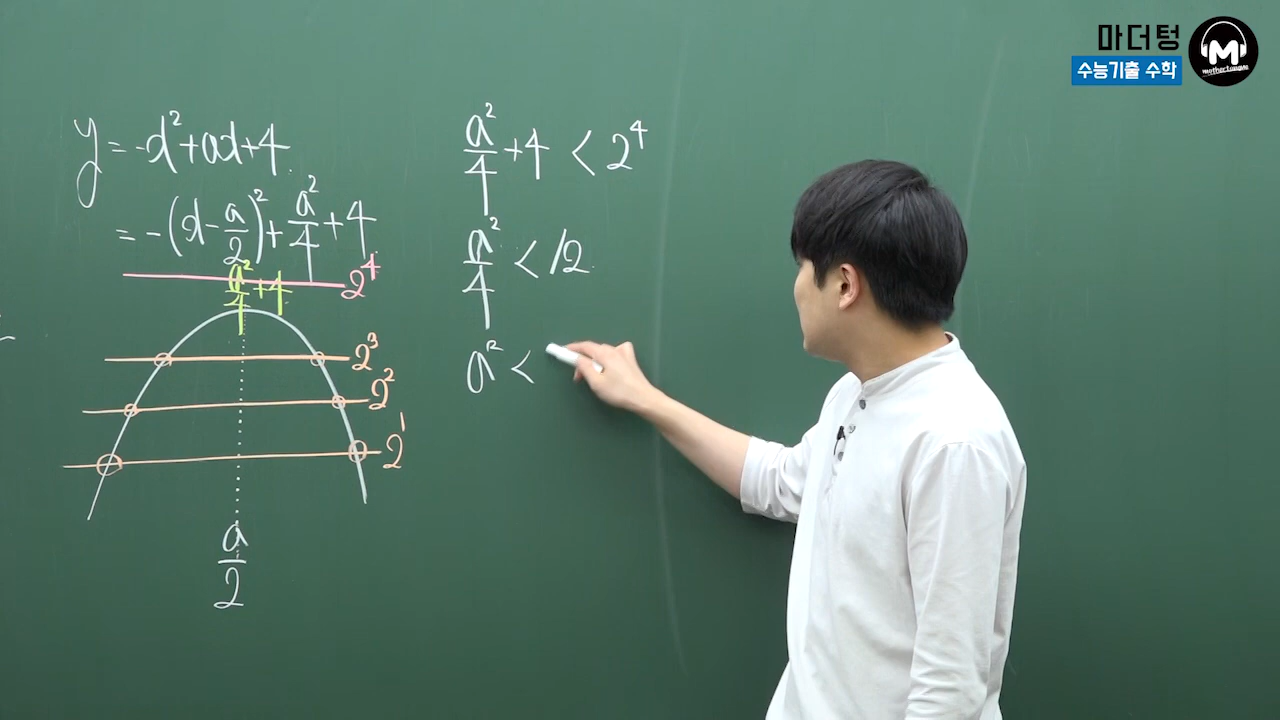 마더텅
수능기출 수학
M
motherTongue
y = -x² + ax + 4
= -(x - a/2)² + a²/4 + 4
a²/4 + 4
2⁴
2³
2²
2¹
a/2
a²/4 + 4 < 2⁴
a²/4 < 12
a² <